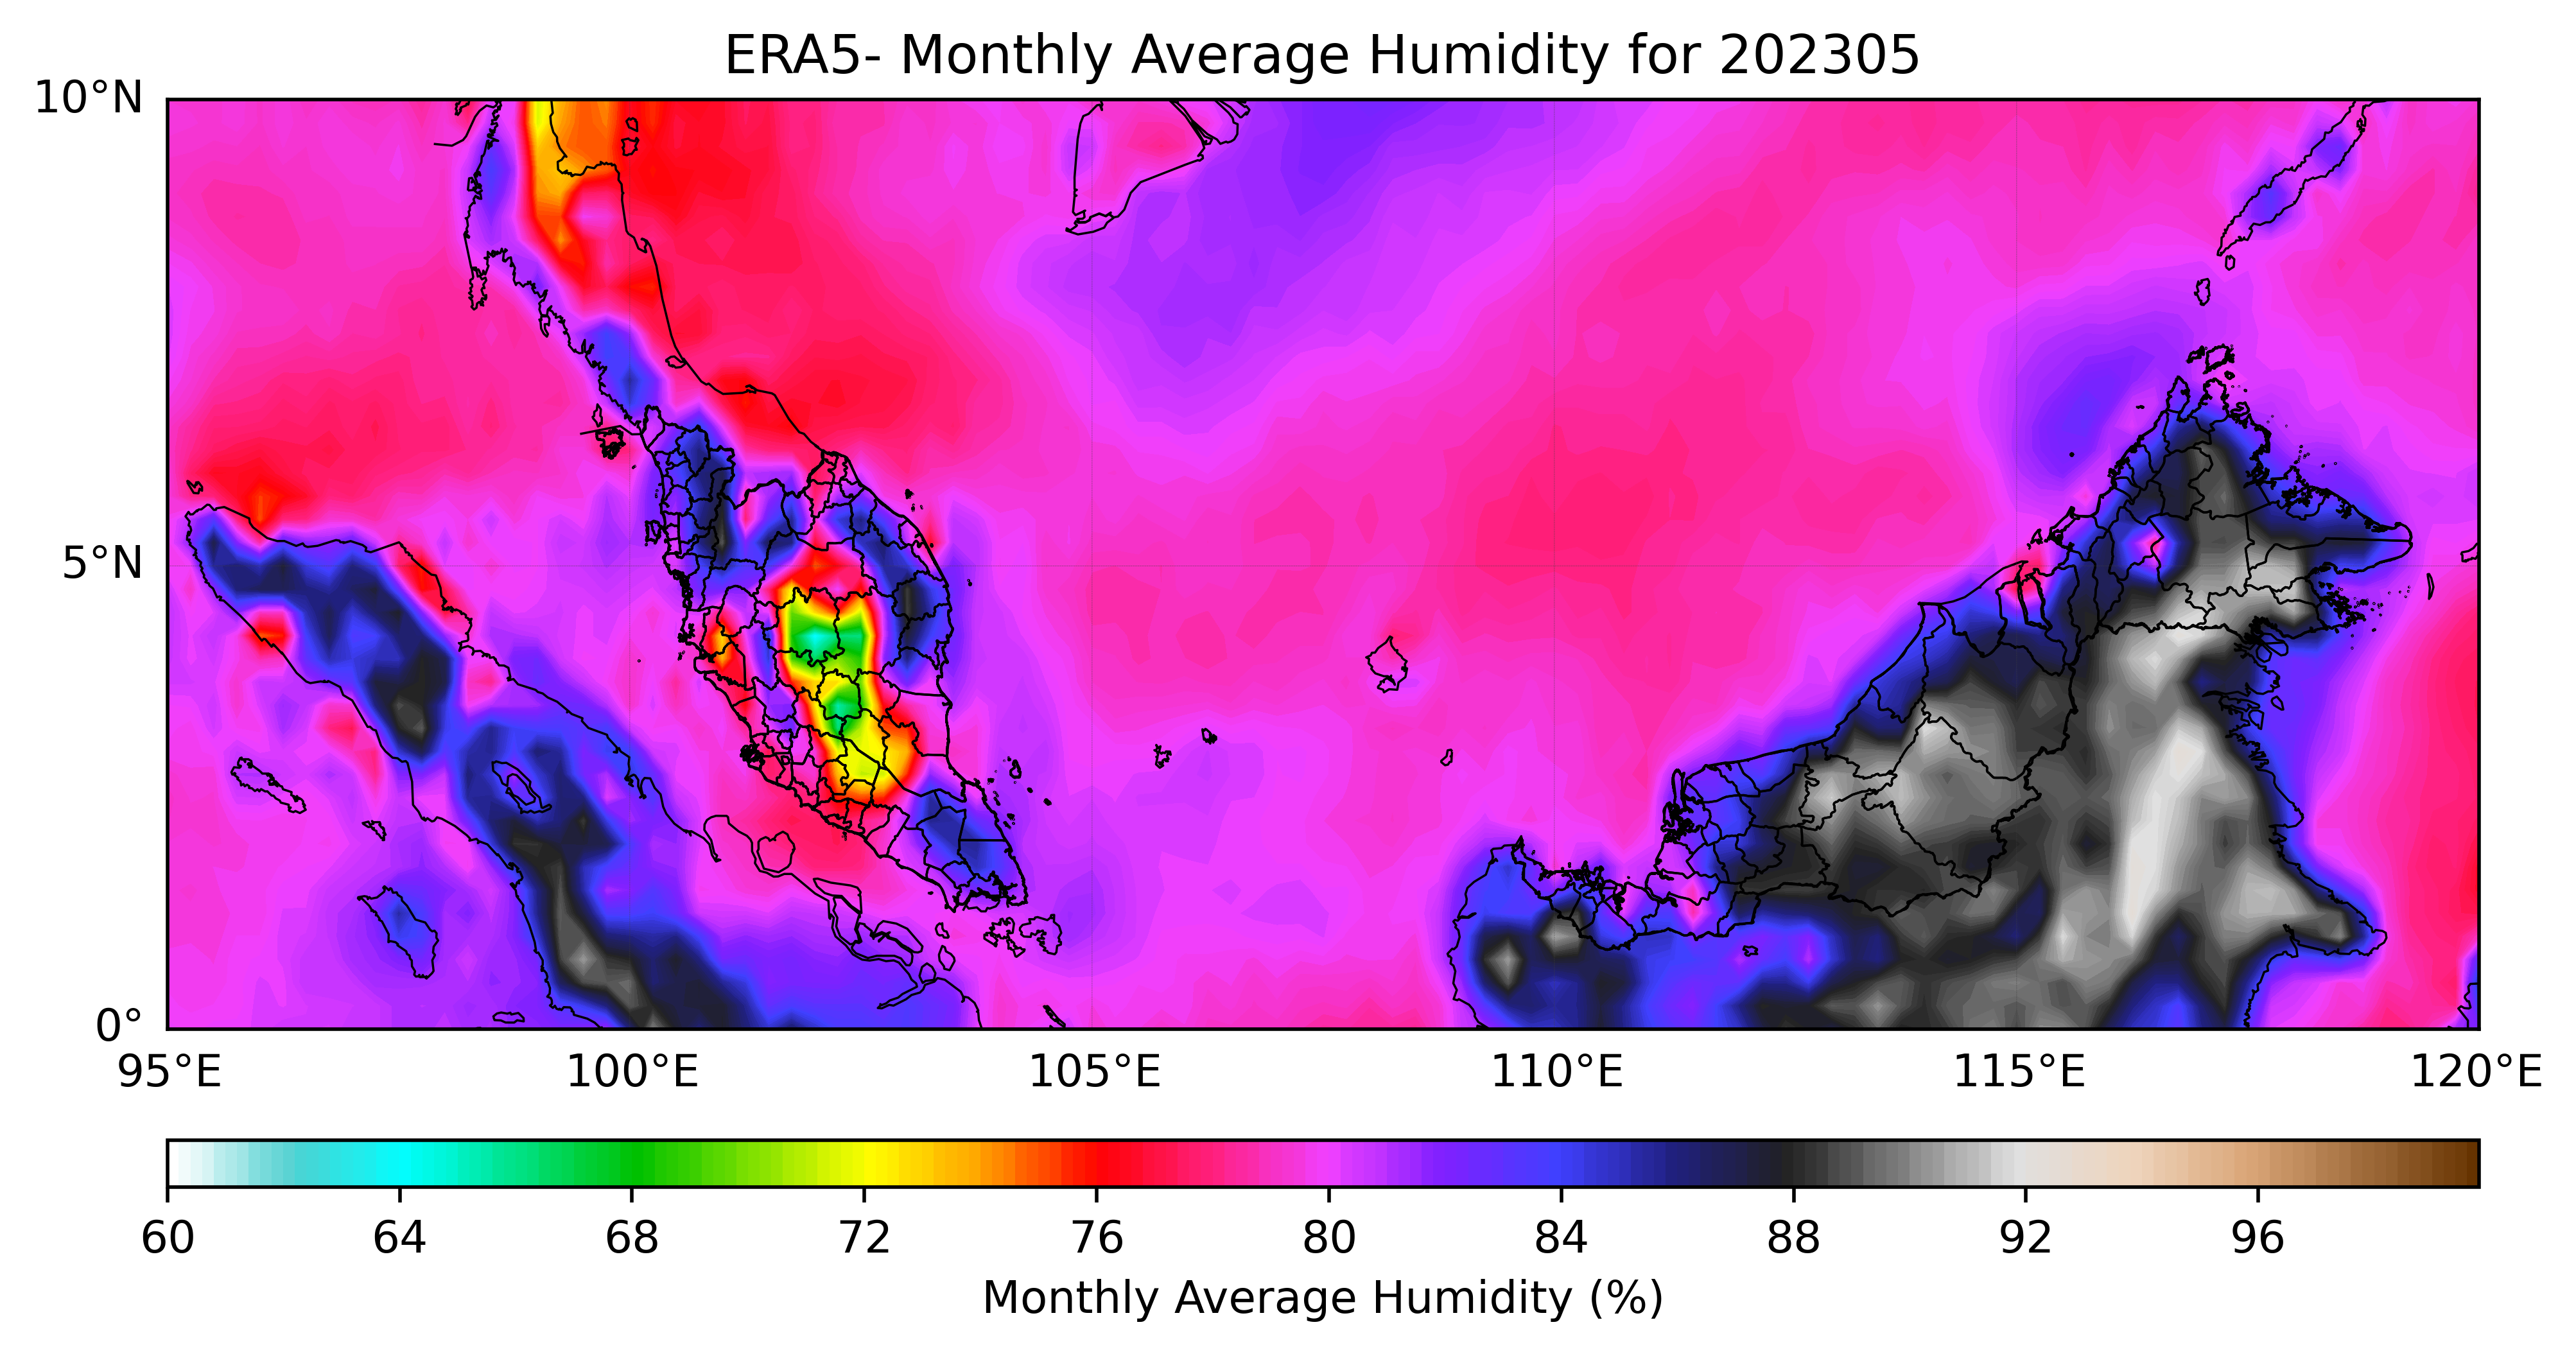 ERA5- Monthly Average Humidity for 202305
10°N
5°N
0°
95°E 100°E 105°E 110°E 115°E 120°E
60 64 68 72 76 80 84 88 92 96
Monthly Average Humidity (%)